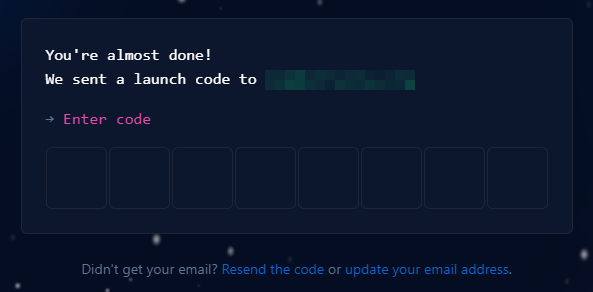 You're almost done!
We sent a launch code to
→ Enter code
Didn't get your email? Resend the code or update your email address.